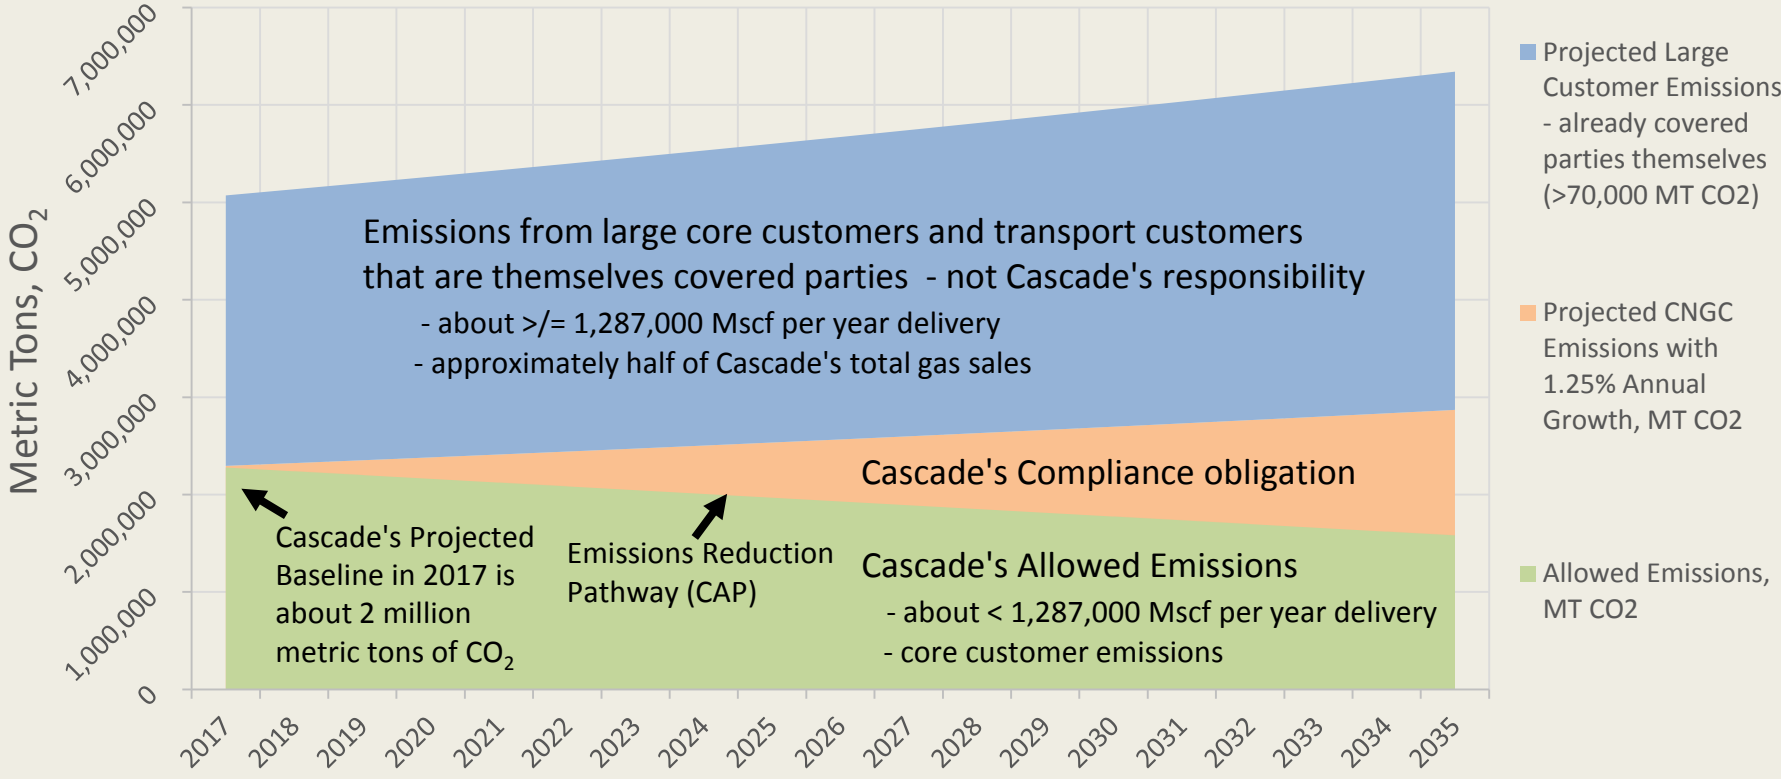 Metric Tons, CO₂
7,000,000
6,000,000
5,000,000
4,000,000
3,000,000
2,000,000
1,000,000
0
Emissions from large core customers and transport customers
that are themselves covered parties - not Cascade's responsibility
- about >/= 1,287,000 Mscf per year delivery
- approximately half of Cascade's total gas sales
Cascade's Compliance obligation
Cascade's Projected
Baseline in 2017 is
about 2 million
metric tons of CO₂
Emissions Reduction
Pathway (CAP)
Cascade's Allowed Emissions
- about < 1,287,000 Mscf per year delivery
- core customer emissions
2017
2018
2019
2020
2021
2022
2023
2024
2025
2026
2027
2028
2029
2030
2031
2032
2033
2034
2035
Projected Large
Customer Emissions
- already covered
parties themselves
(>70,000 MT CO2)
Projected CNGC
Emissions with
1.25% Annual
Growth, MT CO2
Allowed Emissions,
MT CO2